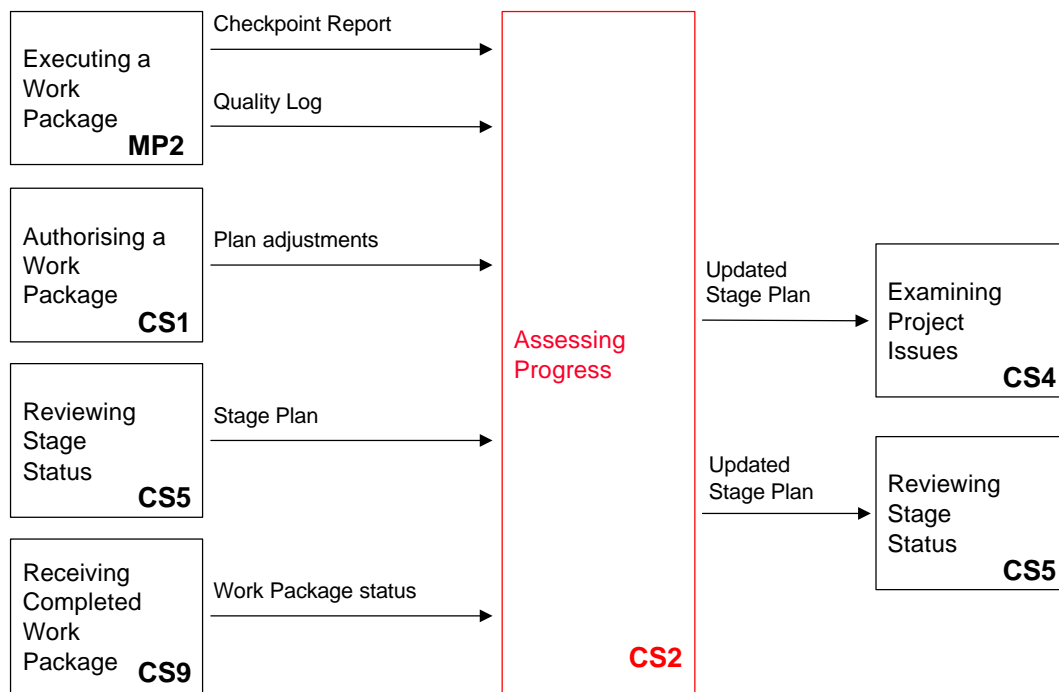 Executing a
Work
Package
MP2
Checkpoint Report
Quality Log
Authorising a
Work
Package
CS1
Plan adjustments
Reviewing
Stage
Status
CS5
Stage Plan
Receiving
Completed
Work
Package
CS9
Work Package status
Assessing
Progress
CS2
Updated
Stage Plan
Examining
Project
Issues
CS4
Updated
Stage Plan
Reviewing
Stage
Status
CS5